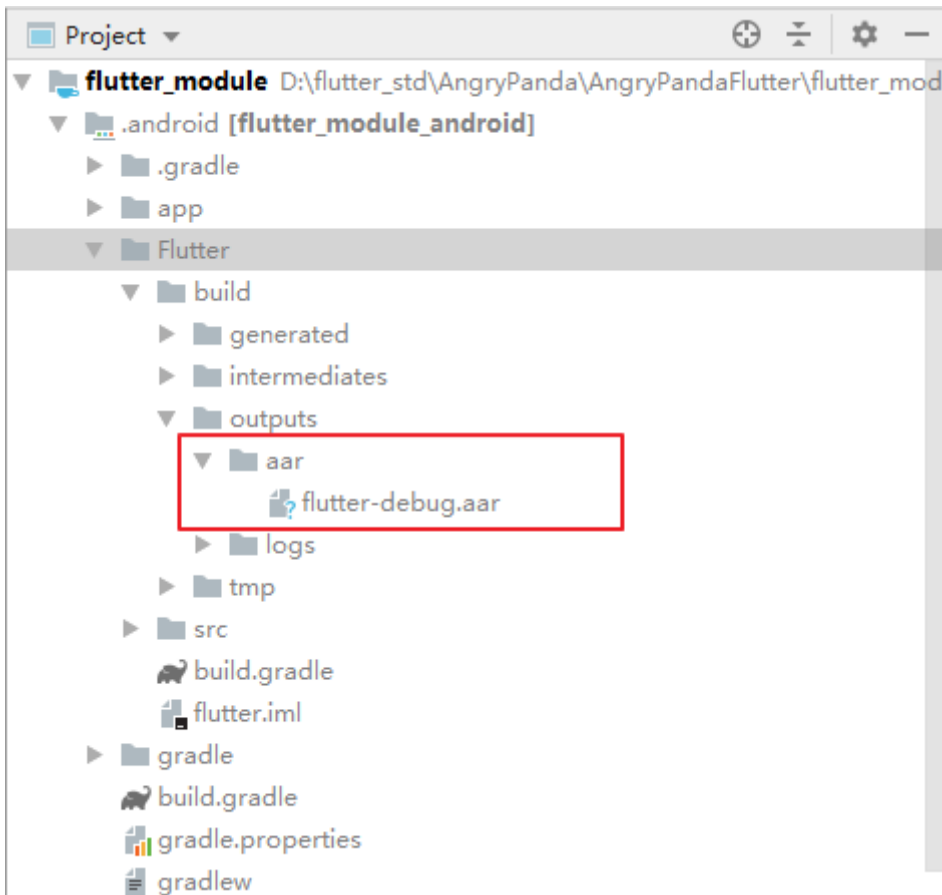 Project
flutter_module D:\flutter_std\AngryPanda\AngryPandaFlutter\flutter_mod
.android [flutter_module_android]
.gradle
app
Flutter
build
generated
intermediates
outputs
aar
flutter-debug.aar
logs
tmp
src
build.gradle
flutter.iml
gradle
build.gradle
gradle.properties
gradlew